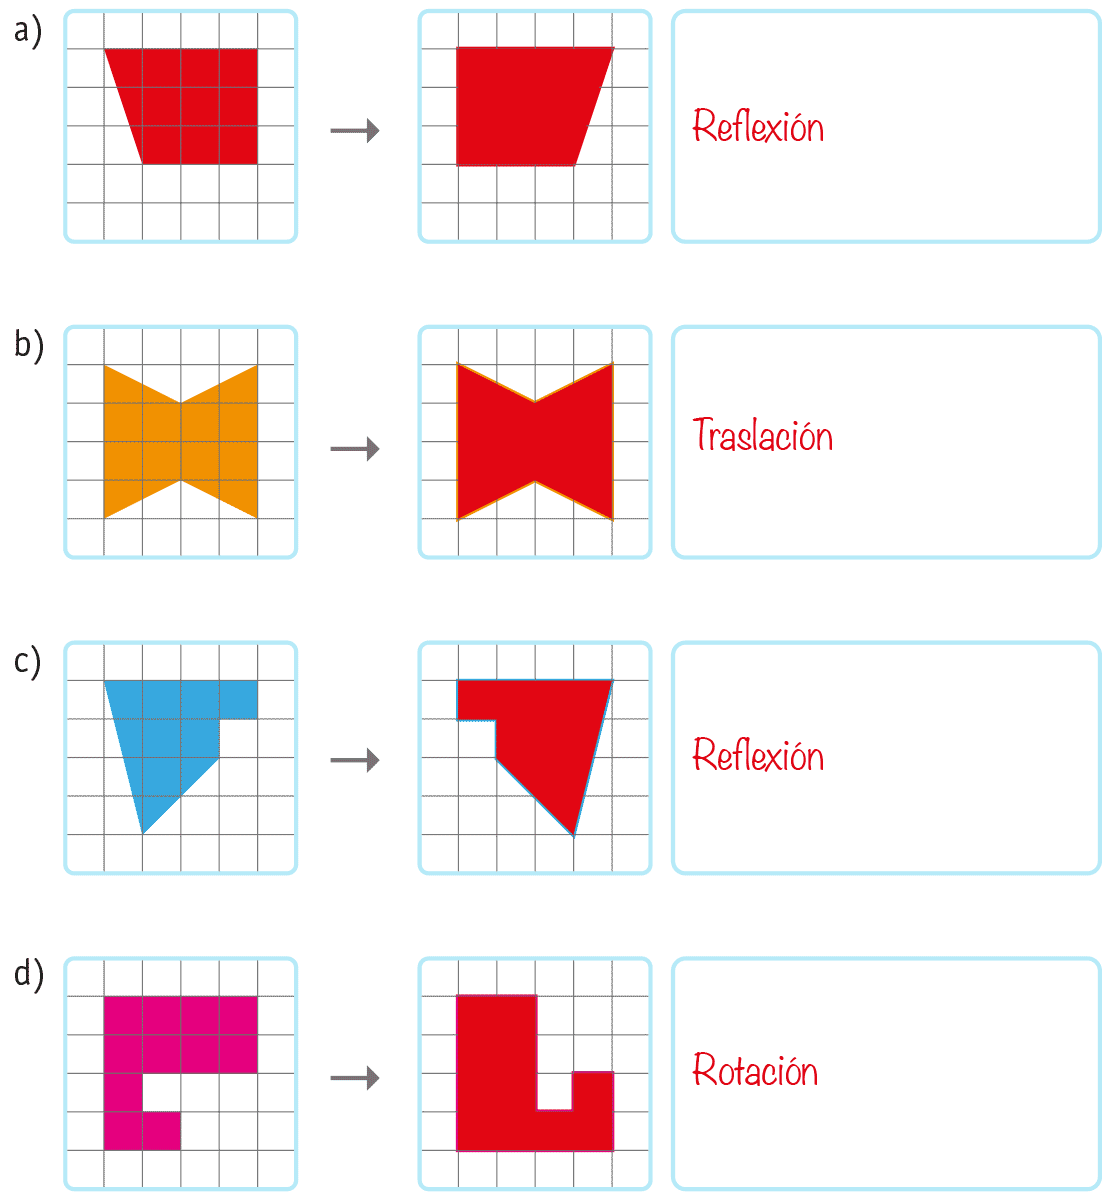 a)
Reflexión
b)
Traslación
c)
Reflexión
d)
Rotación